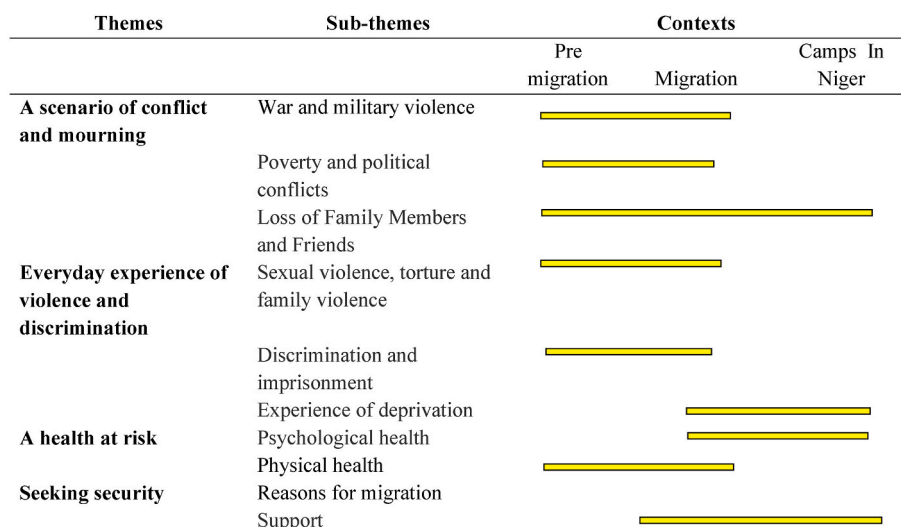 Themes Sub-themes Contexts
Pre Camps In
migration Migration Niger
A scenario of conflict War and military violence
and mourning
Poverty and political
conflicts
Loss of Family Members
and Friends
Everyday experience of Sexual violence, torture and
violence and family violence
discrimination
Discrimination and
imprisonment
Experience of deprivation
A health at risk Psychological health
Physical health
Seeking security Reasons for migration
Support